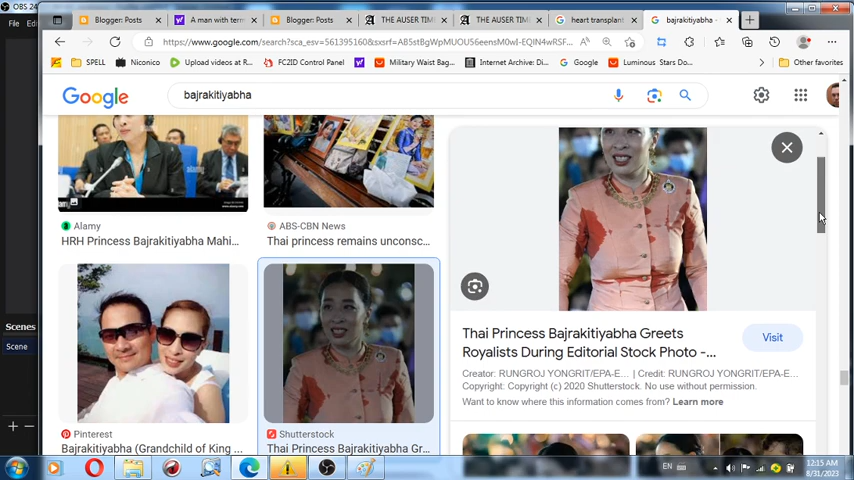 OBS 24
Blogger: Posts
A man with term
Blogger: Posts
THE AUSER TIM
THE AUSER TIM
heart transplant
bajrakitiyabha -
https://www.google.com/search?sca_esv=561395160&sxsrf=AB5stBgWpMUOU56eensM0wI-EQIN4wRSF...
File
SPELL
Niconico
Upload videos at R...
FC2ID Control Panel
Military Waist Bag...
Internet Archive: Di...
Google
Luminous Stars Do...
Other favorites
Google
bajrakitiyabha
Alamy
HRH Princess Bajrakitiyabha Mahi...
ABS-CBN News
Thai princess remains unconsc...
Thai Princess Bajrakitiyabha Greets
Royalists During Editorial Stock Photo -...
Visit
Creator: RUNGROJ YONGRIT/EPA-E... | Credit: RUNGROJ YONGRIT/EPA-E...
Copyright: Copyright (c) 2020 Shutterstock. No use without permission.
Want to know where this information comes from? Learn more
Scenes
Scene
Pinterest
Bajrakitiyabha (Grandchild of King ...
Shutterstock
Thai Princess Bajrakitiyabha Gr...
EN
12:15 AM
8/31/2023